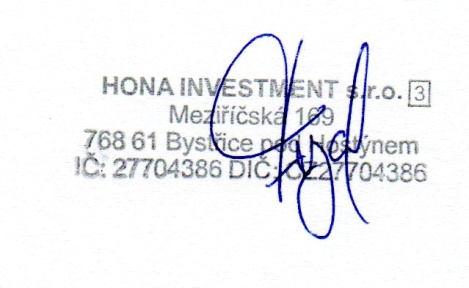 HONA INVESTMENT s.r.o. 3
Meziříčská 169
768 61 Bystřice pod Hostýnem
IČ: 27704386 DIČ: CZ27704386